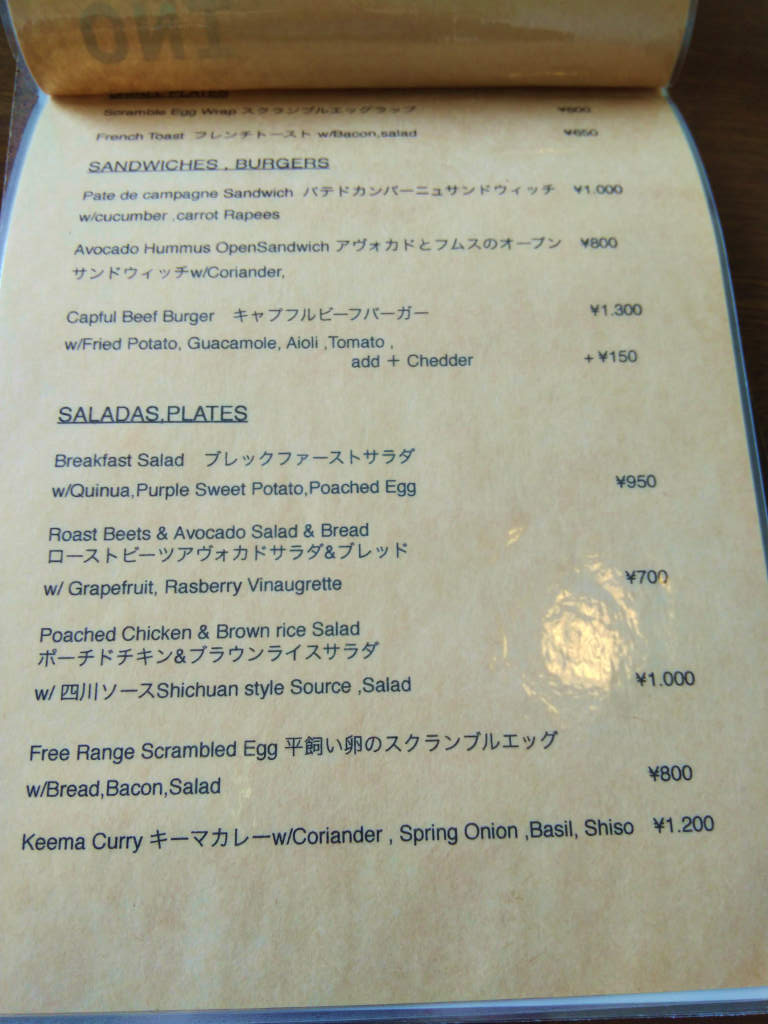 SMALL PLATES
Scramble Egg Wrap スクランブルエッグラップ ¥600
French Toast フレンチトースト w/Bacon,salad ¥650
SANDWICHES , BURGERS
Pate de campagne Sandwich パテドカンパーニュサンドウィッチ ¥1.000
w/cucumber ,carrot Rapees
Avocado Hummus OpenSandwich アヴォカドとフムスのオープン ¥800
サンドウィッチw/Coriander,
Capful Beef Burger キャプフルビーフバーガー ¥1.300
w/Fried Potato, Guacamole, Aioli ,Tomato ,
add + Chedder +¥150
SALADAS,PLATES
Breakfast Salad ブレックファーストサラダ
w/Quinua,Purple Sweet Potato,Poached Egg ¥950
Roast Beets & Avocado Salad & Bread
ローストビーツアヴォカドサラダ&ブレッド
w/ Grapefruit, Rasberry Vinaugrette ¥700
Poached Chicken & Brown rice Salad
ポーチドチキン&ブラウンライスサラダ
w/ 四川ソースShichuan style Source ,Salad ¥1.000
Free Range Scrambled Egg 平飼い卵のスクランブルエッグ
w/Bread,Bacon,Salad ¥800
Keema Curry キーマカレーw/Coriander , Spring Onion ,Basil, Shiso ¥1.200